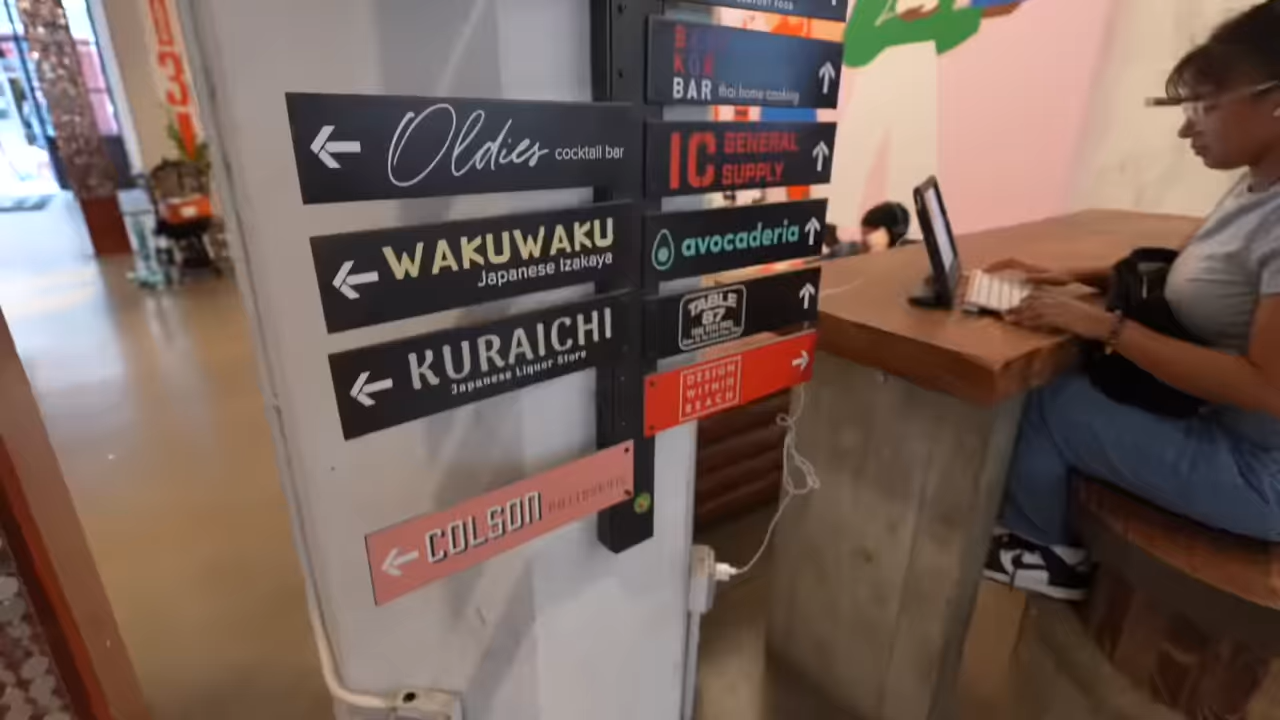 Oldies cocktail bar
WAKUWAKU
Japanese Izakaya
KURAICHI
Japanese Liquor Store
COLSON
BAR thai home cooking
IC GENERAL
SUPPLY
avocaderia
TABLE
87
DESIGN
WITHIN
REACH